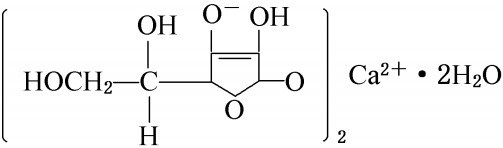 O⁻ OH
OH
HOCH₂ C O
O
H
2
Ca²⁺ • 2H₂O